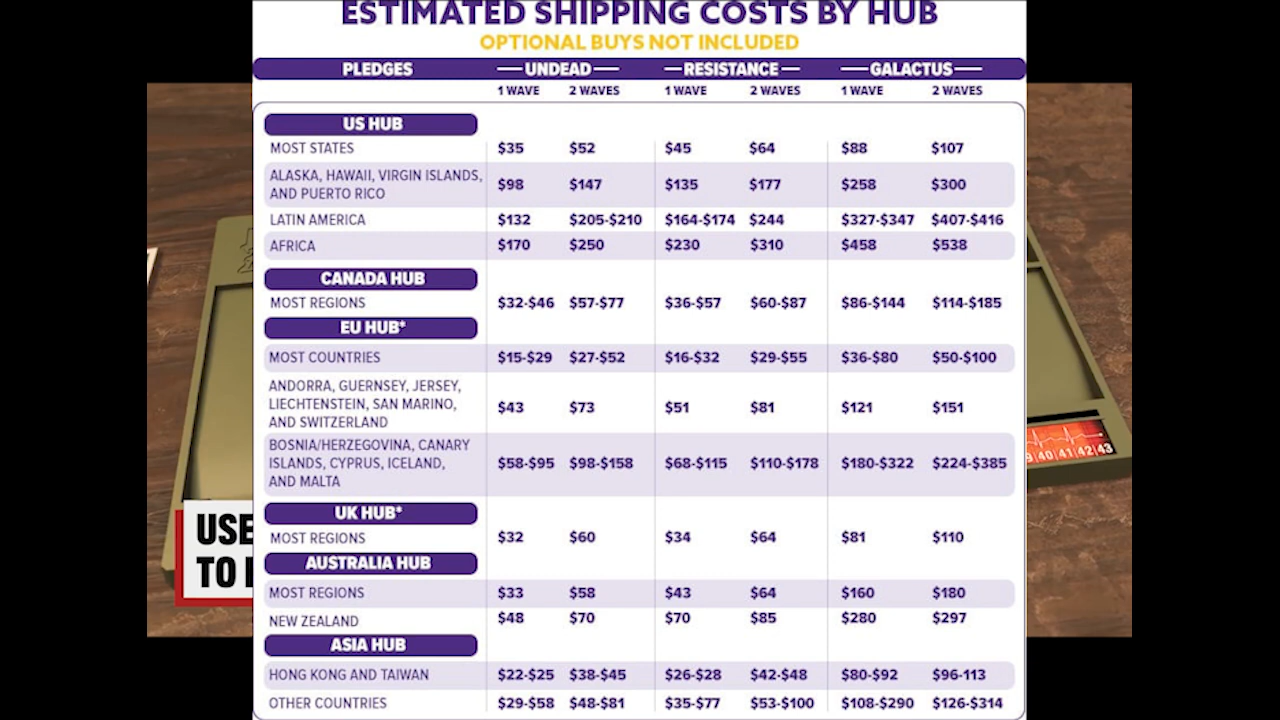 ESTIMATED SHIPPING COSTS BY HUB
OPTIONAL BUYS NOT INCLUDED
PLEDGES UNDEAD RESISTANCE GALACTUS
1 WAVE 2 WAVES 1 WAVE 2 WAVES 1 WAVE 2 WAVES
US HUB
MOST STATES $35 $52 $45 $64 $88 $107
ALASKA, HAWAII, VIRGIN ISLANDS,
AND PUERTO RICO $98 $147 $135 $177 $258 $300
LATIN AMERICA $132 $205-$210 $164-$174 $244 $327-$347 $407-$416
AFRICA $170 $250 $230 $310 $458 $538
CANADA HUB
MOST REGIONS $32-$46 $57-$77 $36-$57 $60-$87 $86-$144 $114-$185
EU HUB*
MOST COUNTRIES $15-$29 $27-$52 $16-$32 $29-$55 $36-$80 $50-$100
ANDORRA, GUERNSEY, JERSEY,
LIECHTENSTEIN, SAN MARINO,
AND SWITZERLAND $43 $73 $51 $81 $121 $151
BOSNIA/HERZEGOVINA, CANARY
ISLANDS, CYPRUS, ICELAND,
AND MALTA $58-$95 $98-$158 $68-$115 $110-$178 $180-$322 $224-$385
UK HUB*
MOST REGIONS $32 $60 $34 $64 $81 $110
AUSTRALIA HUB
MOST REGIONS $33 $58 $43 $64 $160 $180
NEW ZEALAND $48 $70 $70 $85 $280 $297
ASIA HUB
HONG KONG AND TAIWAN $22-$25 $38-$45 $26-$28 $42-$48 $80-$92 $96-113
OTHER COUNTRIES $29-$58 $48-$81 $35-$77 $53-$100 $108-$290 $126-$314
USE
TO
40 41 42 43